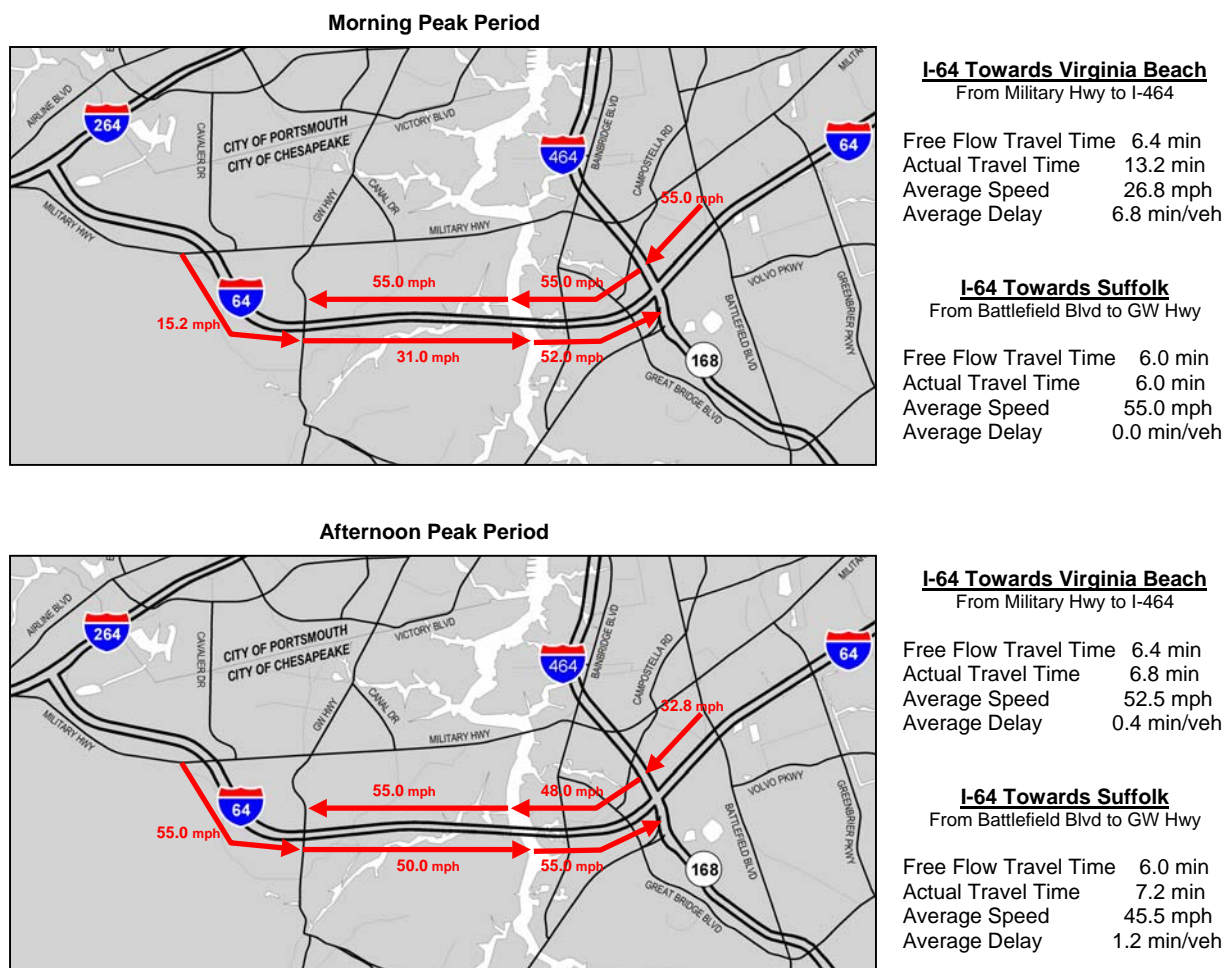 Morning Peak Period
AIRLINE BLVD
264
CAVALIER DR
CITY OF PORTSMOUTH
CITY OF CHESAPEAKE
VICTORY BLVD
MILITARY HWY
GW HWY
CANAL DR
MILITARY HWY
464
BAINBRIDGE BLVD
CAMPOSTELLA RD
64
55.0 mph
55.0 mph
55.0 mph
64
15.2 mph
31.0 mph
52.0 mph
BATTLEFIELD BLVD
VOLVO PKWY
GREENBRIER PKWY
168
GREAT BRIDGE BLVD
I-64 Towards Virginia Beach
From Military Hwy to I-464
Free Flow Travel Time 6.4 min
Actual Travel Time 13.2 min
Average Speed 26.8 mph
Average Delay 6.8 min/veh
I-64 Towards Suffolk
From Battlefield Blvd to GW Hwy
Free Flow Travel Time 6.0 min
Actual Travel Time 6.0 min
Average Speed 55.0 mph
Average Delay 0.0 min/veh
Afternoon Peak Period
AIRLINE BLVD
264
CAVALIER DR
CITY OF PORTSMOUTH
CITY OF CHESAPEAKE
VICTORY BLVD
MILITARY HWY
GW HWY
CANAL DR
MILITARY HWY
464
BAINBRIDGE BLVD
CAMPOSTELLA RD
64
32.8 mph
55.0 mph
48.0 mph
64
55.0 mph
50.0 mph
55.0 mph
BATTLEFIELD BLVD
VOLVO PKWY
GREENBRIER PKWY
168
GREAT BRIDGE BLVD
I-64 Towards Virginia Beach
From Military Hwy to I-464
Free Flow Travel Time 6.4 min
Actual Travel Time 6.8 min
Average Speed 52.5 mph
Average Delay 0.4 min/veh
I-64 Towards Suffolk
From Battlefield Blvd to GW Hwy
Free Flow Travel Time 6.0 min
Actual Travel Time 7.2 min
Average Speed 45.5 mph
Average Delay 1.2 min/veh